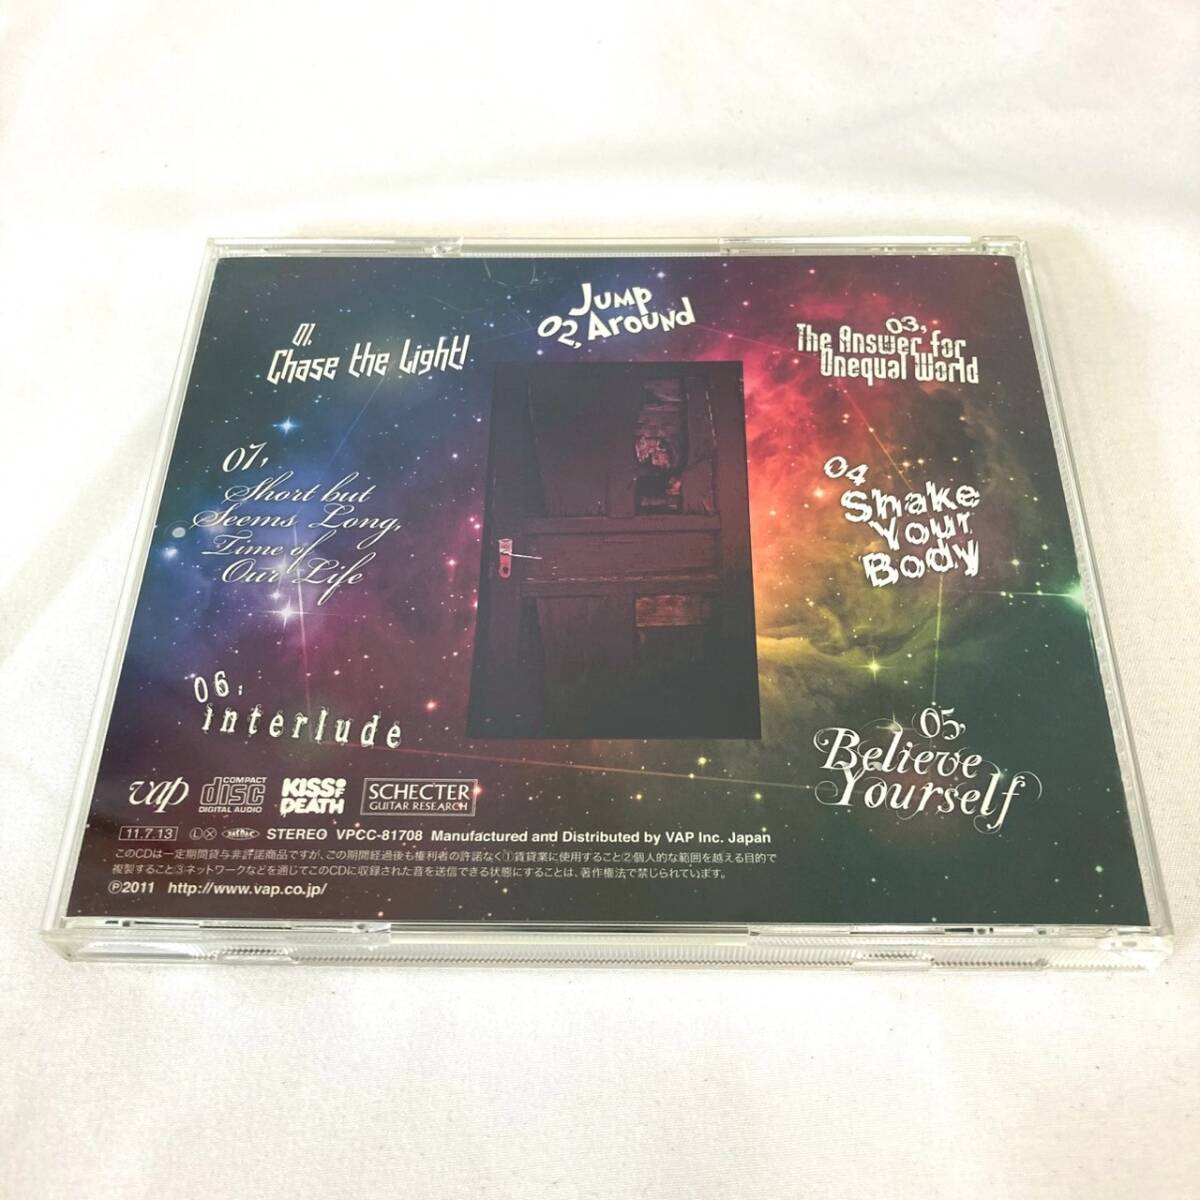 01.
Chase the Light!
Jump
02, Around
03,
The Answer for
Unequal World
04
Shake
Your
Body
05,
Believe
Yourself
06,
interlude
07,
Short but
Seems Long,
Time of
Our Life
vap
COMPACT
disc
DIGITAL AUDIO
KISS OF
DEATH
SCHECTER
GUITAR RESEARCH
11.7.13 Ⓛ STEREO VPCC-81708 Manufactured and Distributed by VAP Inc. Japan
このCDは一定期間貸与非許諾商品ですが、この期間経過後も権利者の許諾なく①賃貸業に使用すること②個人的な範囲を越える目的で
複製すること③ネットワークなどを通じてこのCDに収録された音を送信できる状態にすることは、著作権法で禁じられています。
Ⓟ2011 http://www.vap.co.jp/